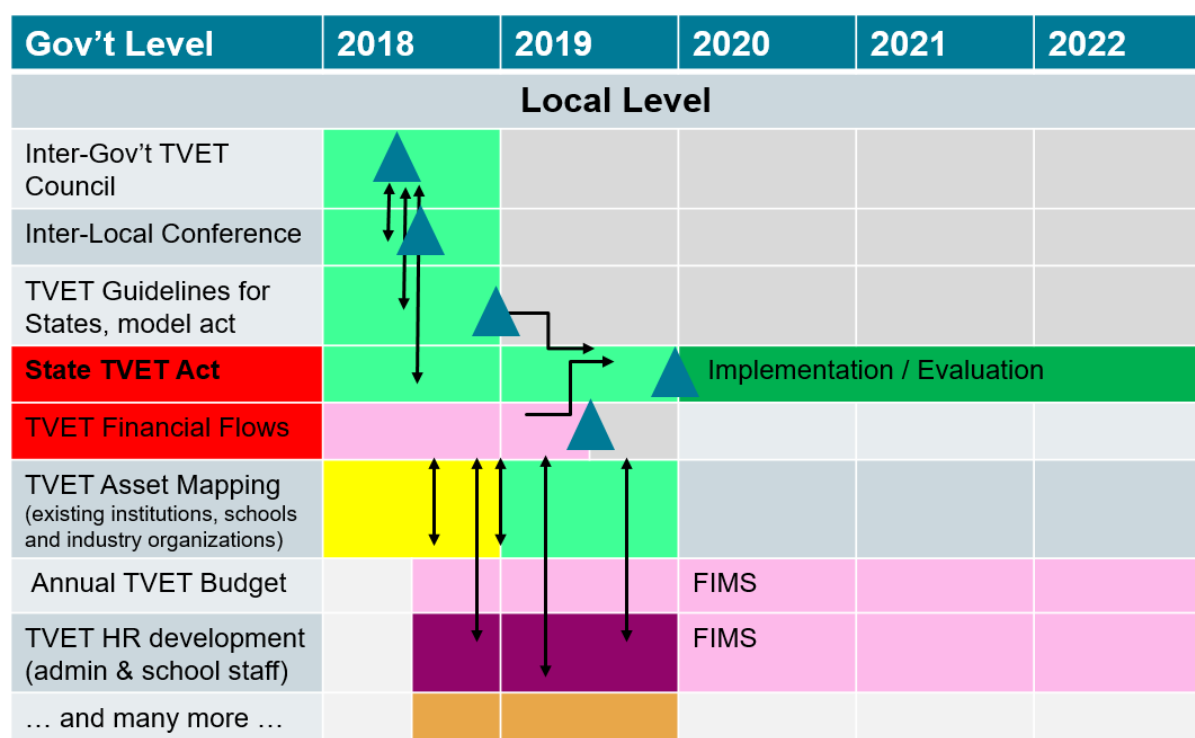 Gov't Level 2018 2019 2020 2021 2022
Local Level
Inter-Gov't TVET
Council
Inter-Local Conference
TVET Guidelines for
States, model act
State TVET Act Implementation / Evaluation
TVET Financial Flows
TVET Asset Mapping
(existing institutions, schools
and industry organizations)
Annual TVET Budget FIMS
TVET HR development FIMS
(admin & school staff)
… and many more …